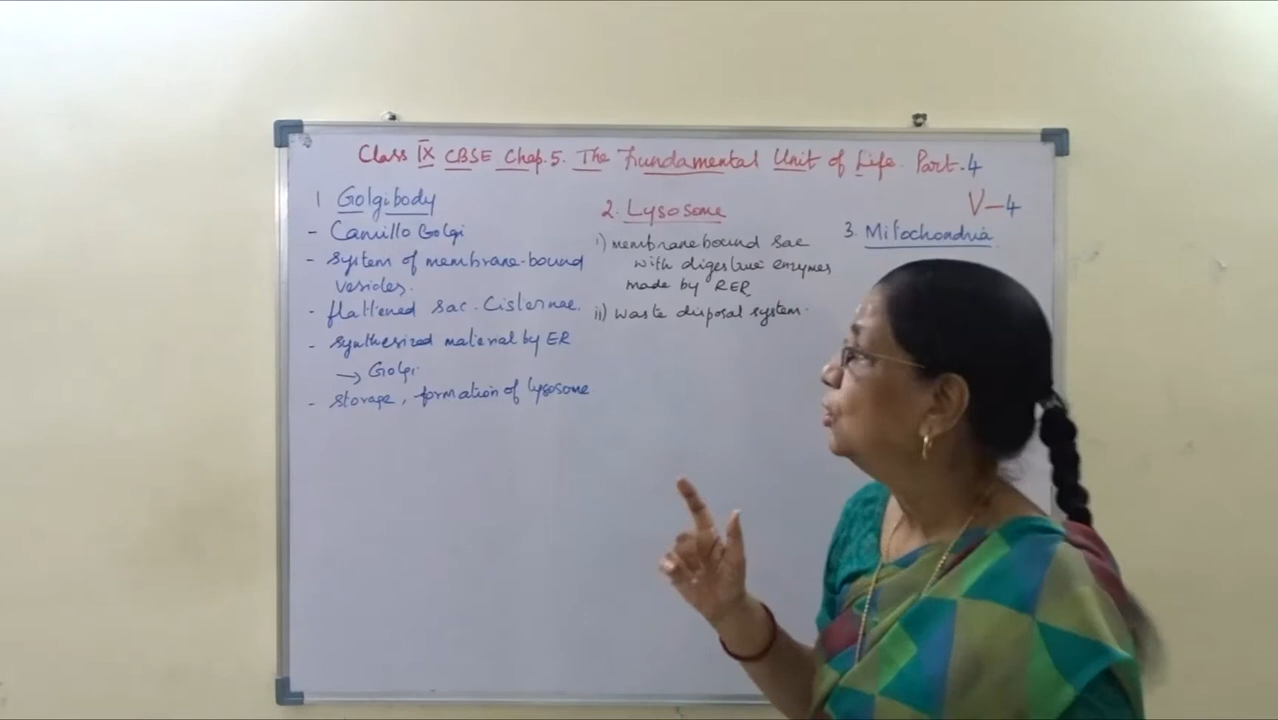 Class IX CBSE Chap. 5. The Fundamental Unit of Life. Part-4
V-4
1 Golgibody
- Camillo Golgi
- System of membrane-bound
vesicles.
- flattened sac. Cisternae.
- Synthesized material by ER
→ Golgi
- storage, formation of lysosome
2. Lysosome
i) membranebound sac
with digestive enzymes
made by RER
ii) waste disposal system.
3. Mitochondria